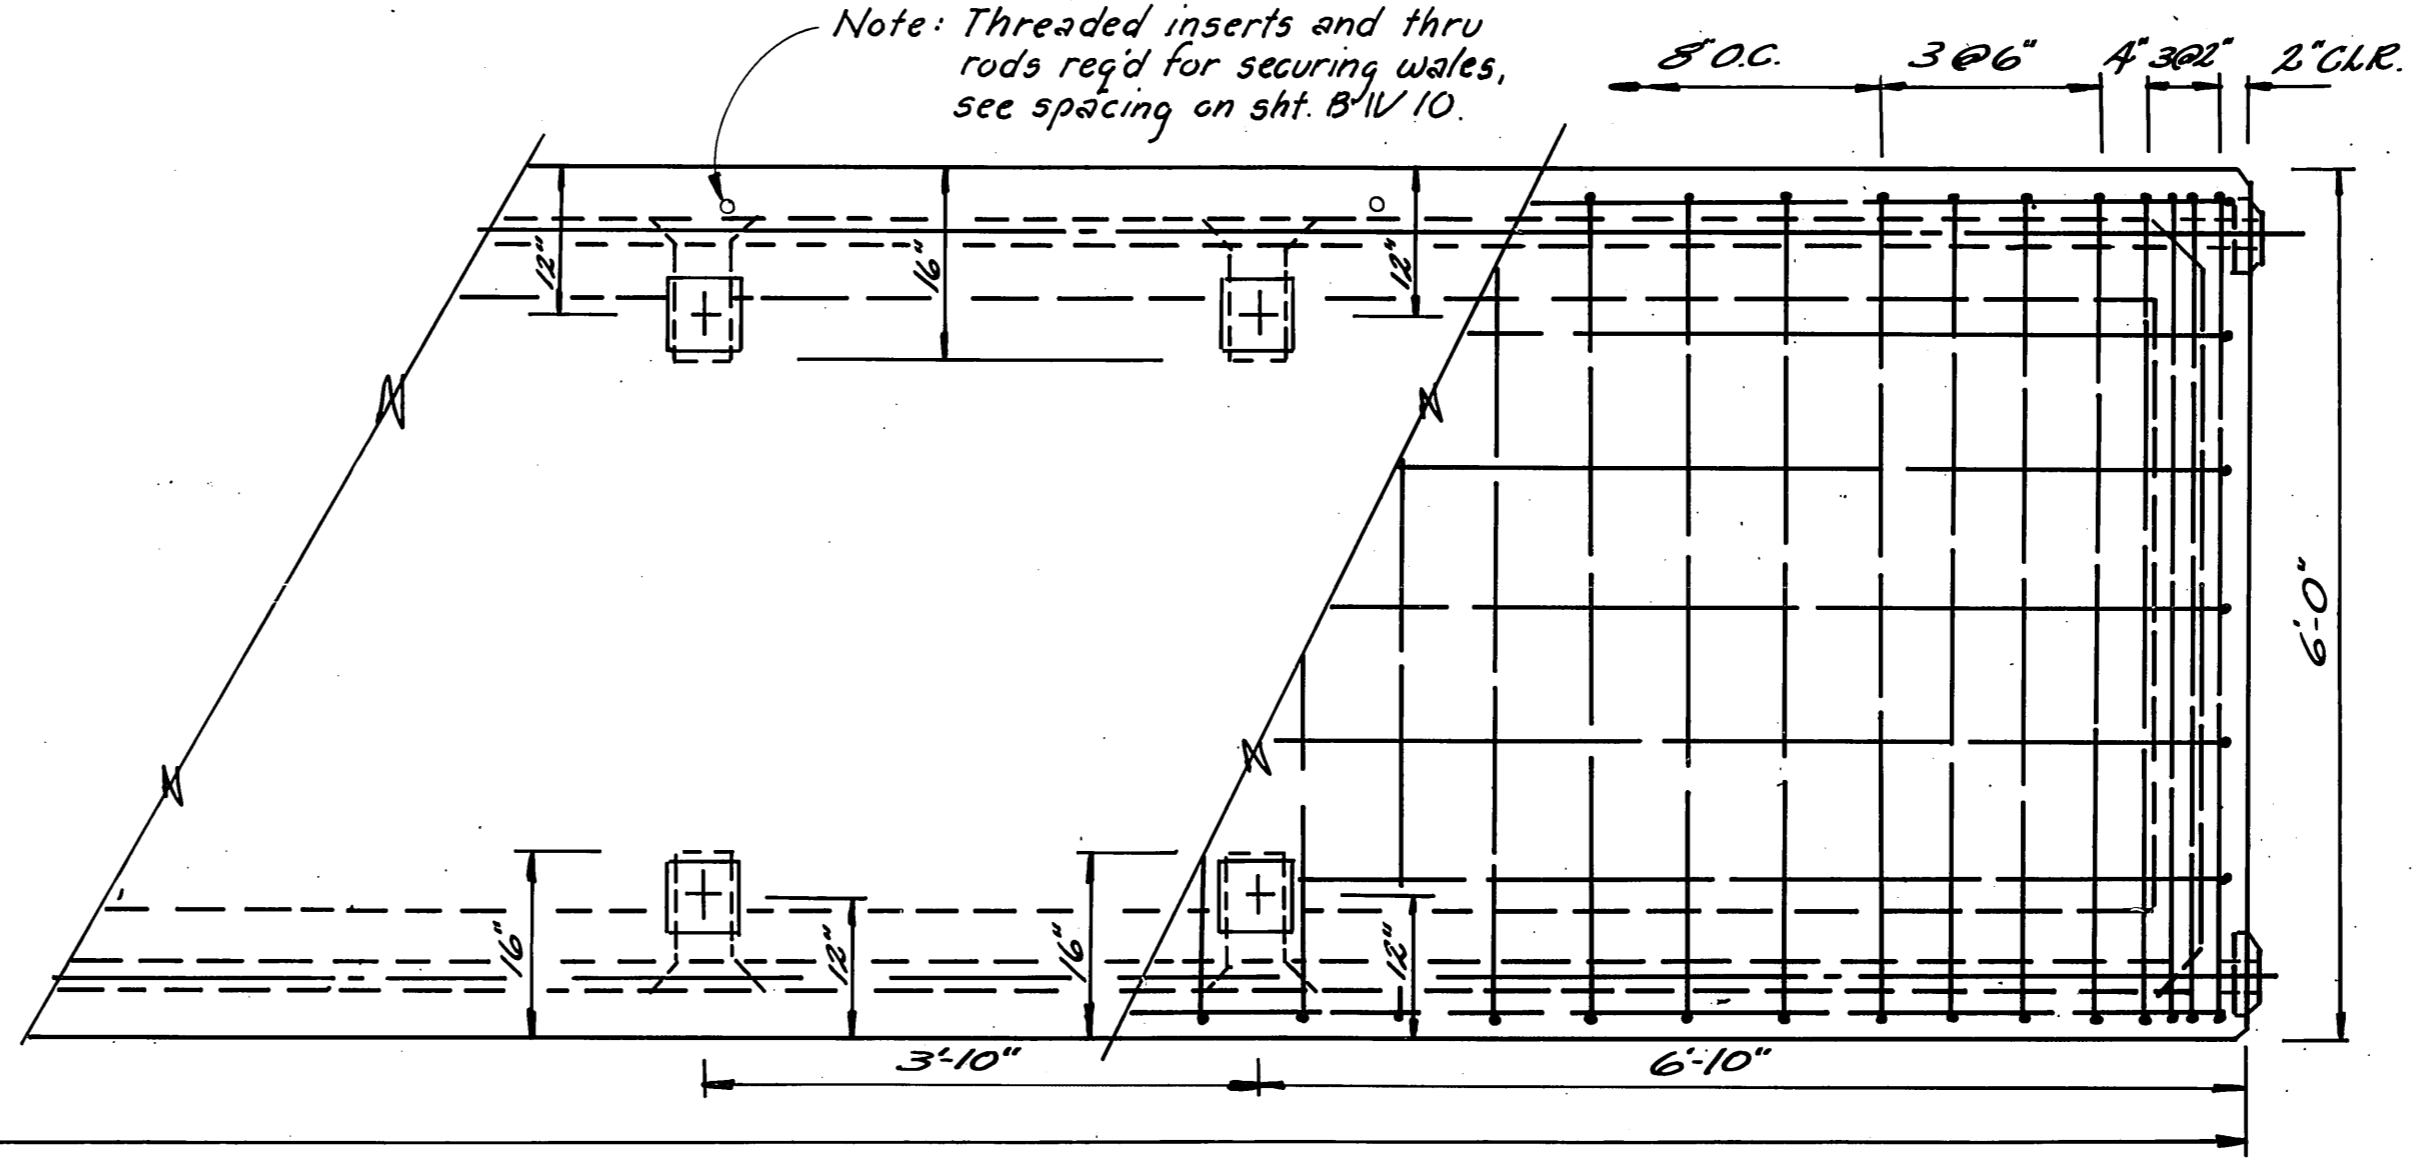 Note: Threaded inserts and thru
rods req'd for securing wales,
see spacing on sht. B IV 10.
8" O.C.
3 @ 6"
4"
3@2"
2" CLR.
12"
16"
12"
6'-0"
16"
12"
16"
12"
3'-10"
6'-10"